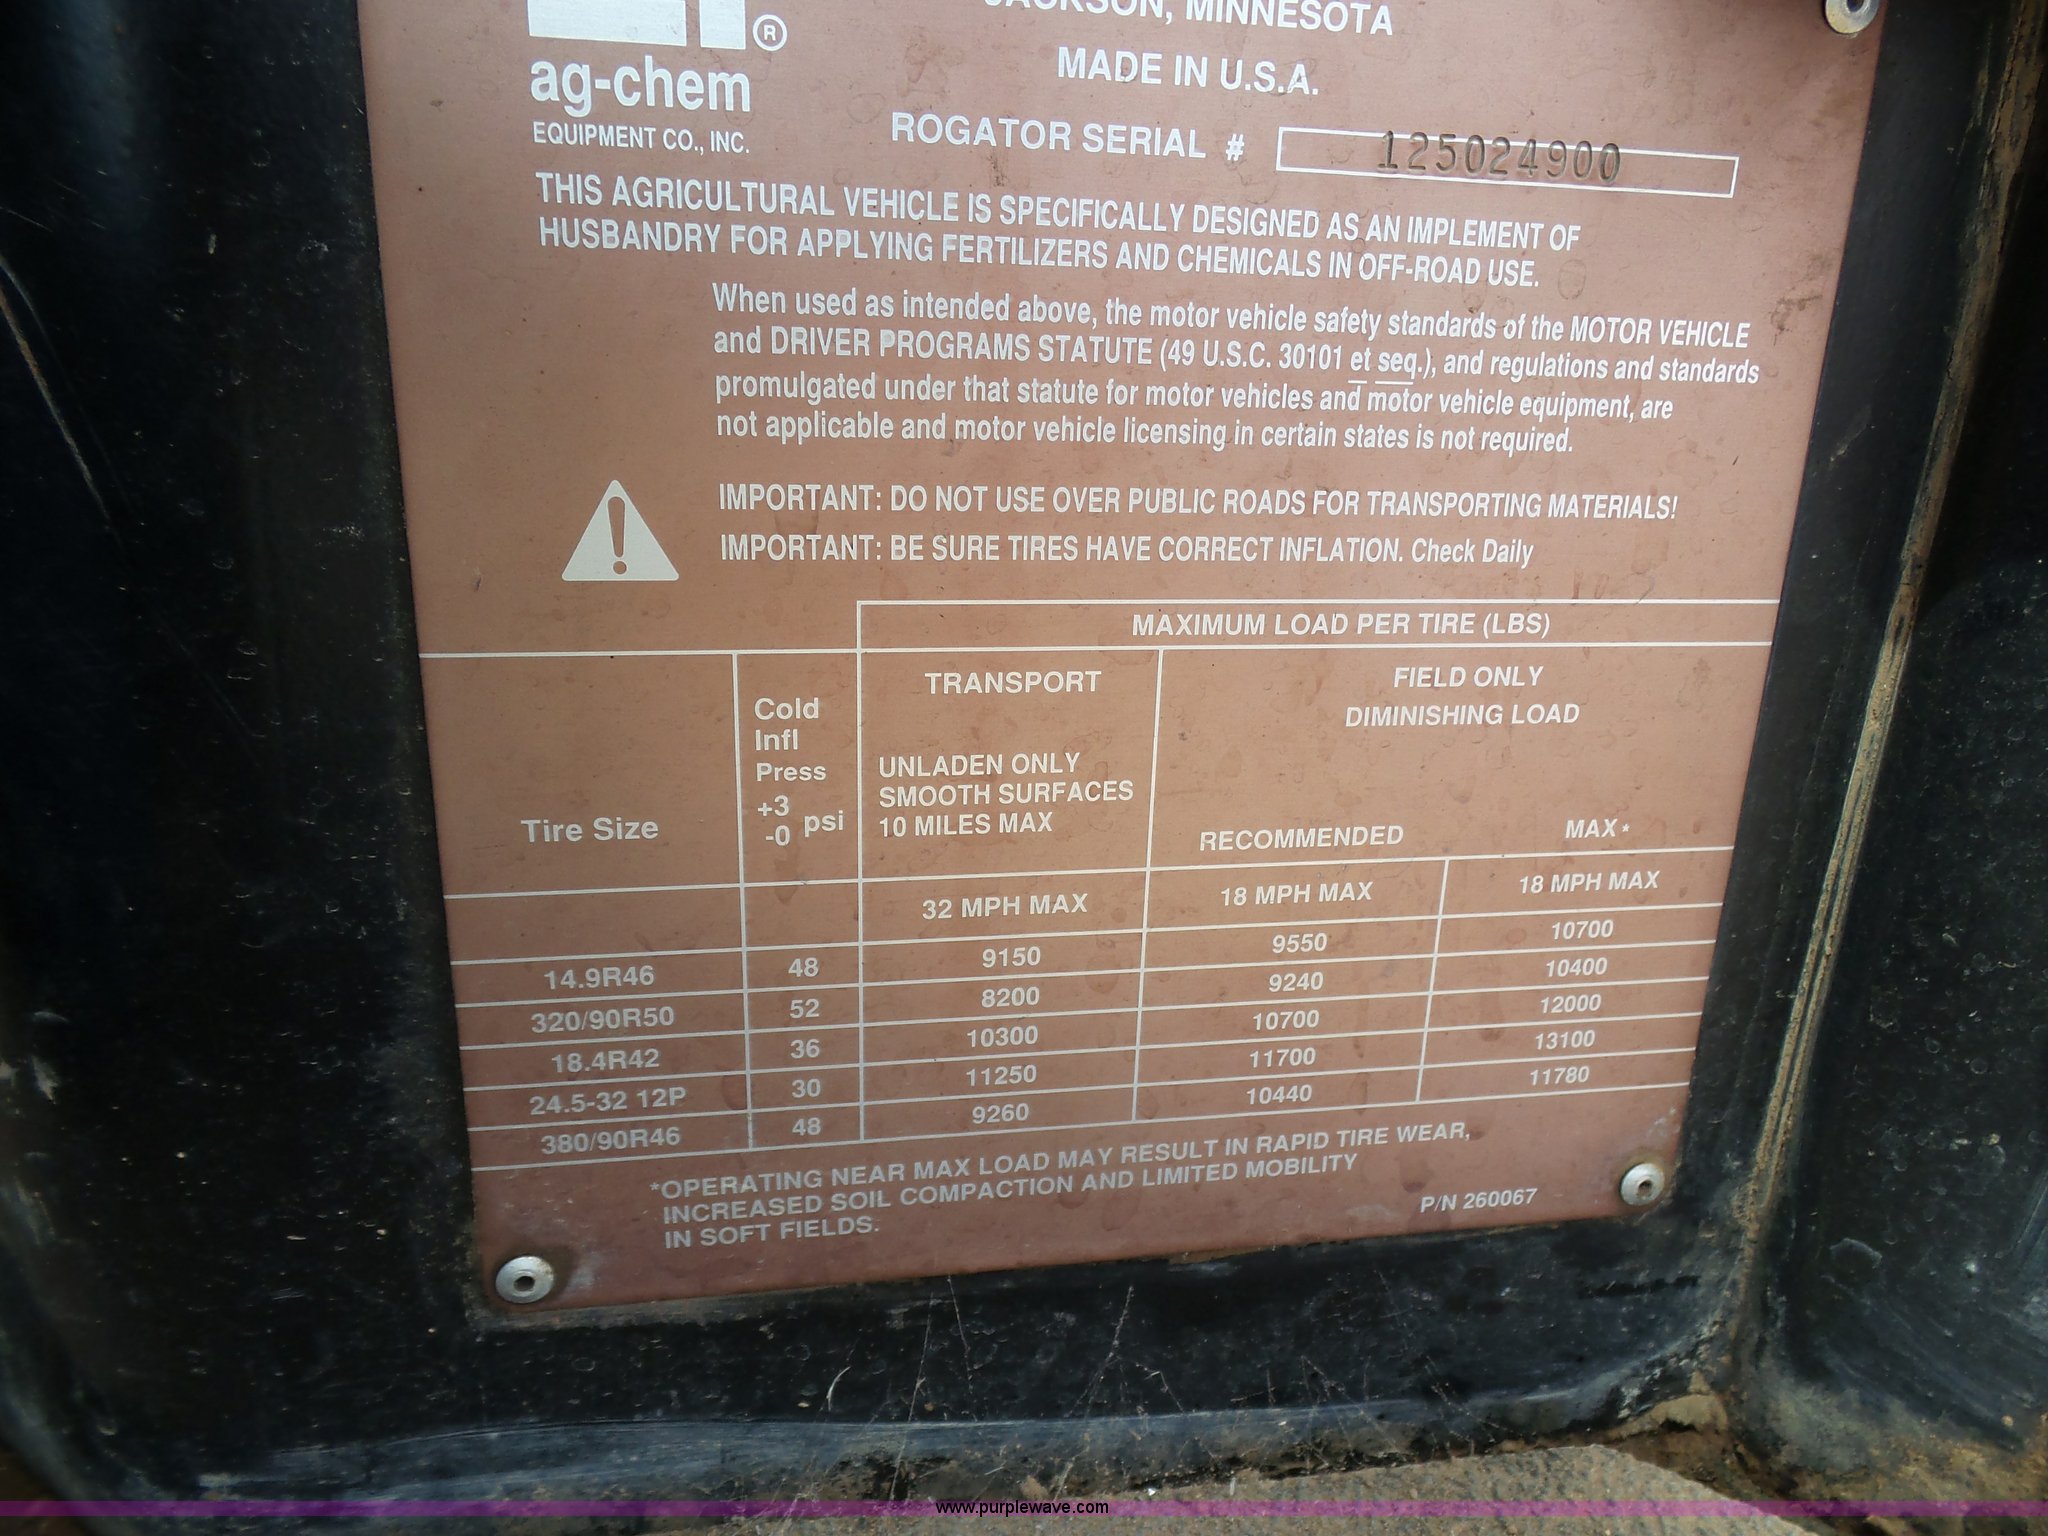 JACKSON, MINNESOTA
MADE IN U.S.A.
®
ag-chem
EQUIPMENT CO., INC.
ROGATOR SERIAL # 125024900
THIS AGRICULTURAL VEHICLE IS SPECIFICALLY DESIGNED AS AN IMPLEMENT OF
HUSBANDRY FOR APPLYING FERTILIZERS AND CHEMICALS IN OFF-ROAD USE.
When used as intended above, the motor vehicle safety standards of the MOTOR VEHICLE
and DRIVER PROGRAMS STATUTE (49 U.S.C. 30101 et seq.), and regulations and standards
promulgated under that statute for motor vehicles and motor vehicle equipment, are
not applicable and motor vehicle licensing in certain states is not required.
IMPORTANT: DO NOT USE OVER PUBLIC ROADS FOR TRANSPORTING MATERIALS!
IMPORTANT: BE SURE TIRES HAVE CORRECT INFLATION. Check Daily
MAXIMUM LOAD PER TIRE (LBS)
Tire Size
Cold
Infl
Press
+3
-0 psi
TRANSPORT
UNLADEN ONLY
SMOOTH SURFACES
10 MILES MAX
FIELD ONLY
DIMINISHING LOAD
RECOMMENDED MAX*
32 MPH MAX 18 MPH MAX 18 MPH MAX
14.9R46 48 9150 9550 10700
320/90R50 52 8200 9240 10400
18.4R42 36 10300 10700 12000
24.5-32 12P 30 11250 11700 13100
380/90R46 48 9260 10440 11780
*OPERATING NEAR MAX LOAD MAY RESULT IN RAPID TIRE WEAR,
INCREASED SOIL COMPACTION AND LIMITED MOBILITY
IN SOFT FIELDS.
P/N 260067
www.purplewave.com